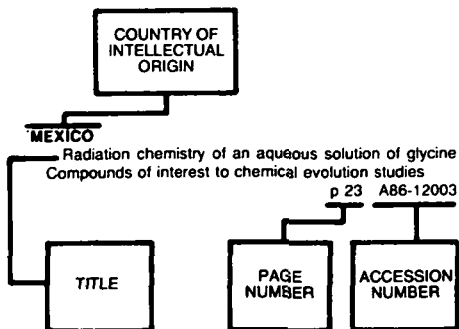 COUNTRY OF
INTELLECTUAL
ORIGIN
MEXICO
Radiation chemistry of an aqueous solution of glycine
Compounds of interest to chemical evolution studies
p 23 A86-12003
TITLE
PAGE
NUMBER
ACCESSION
NUMBER